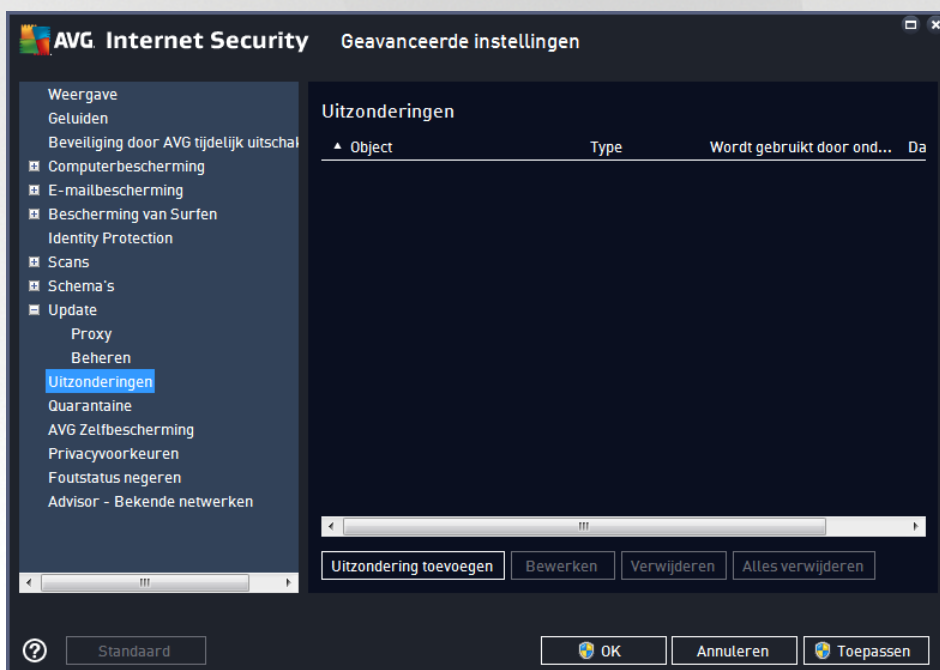 AVG Internet Security Geavanceerde instellingen
Weergave
Geluiden
Beveiliging door AVG tijdelijk uitschal
Computerbescherming
E-mailbescherming
Bescherming van Surfen
Identity Protection
Scans
Schema's
Update
Proxy
Beheren
Uitzonderingen
Quarantaine
AVG Zelfbescherming
Privacyvoorkeuren
Foutstatus negeren
Advisor - Bekende netwerken
Uitzonderingen
Object Type Wordt gebruikt door ond... Da
Uitzondering toevoegen Bewerken Verwijderen Alles verwijderen
Standaard OK Annuleren Toepassen